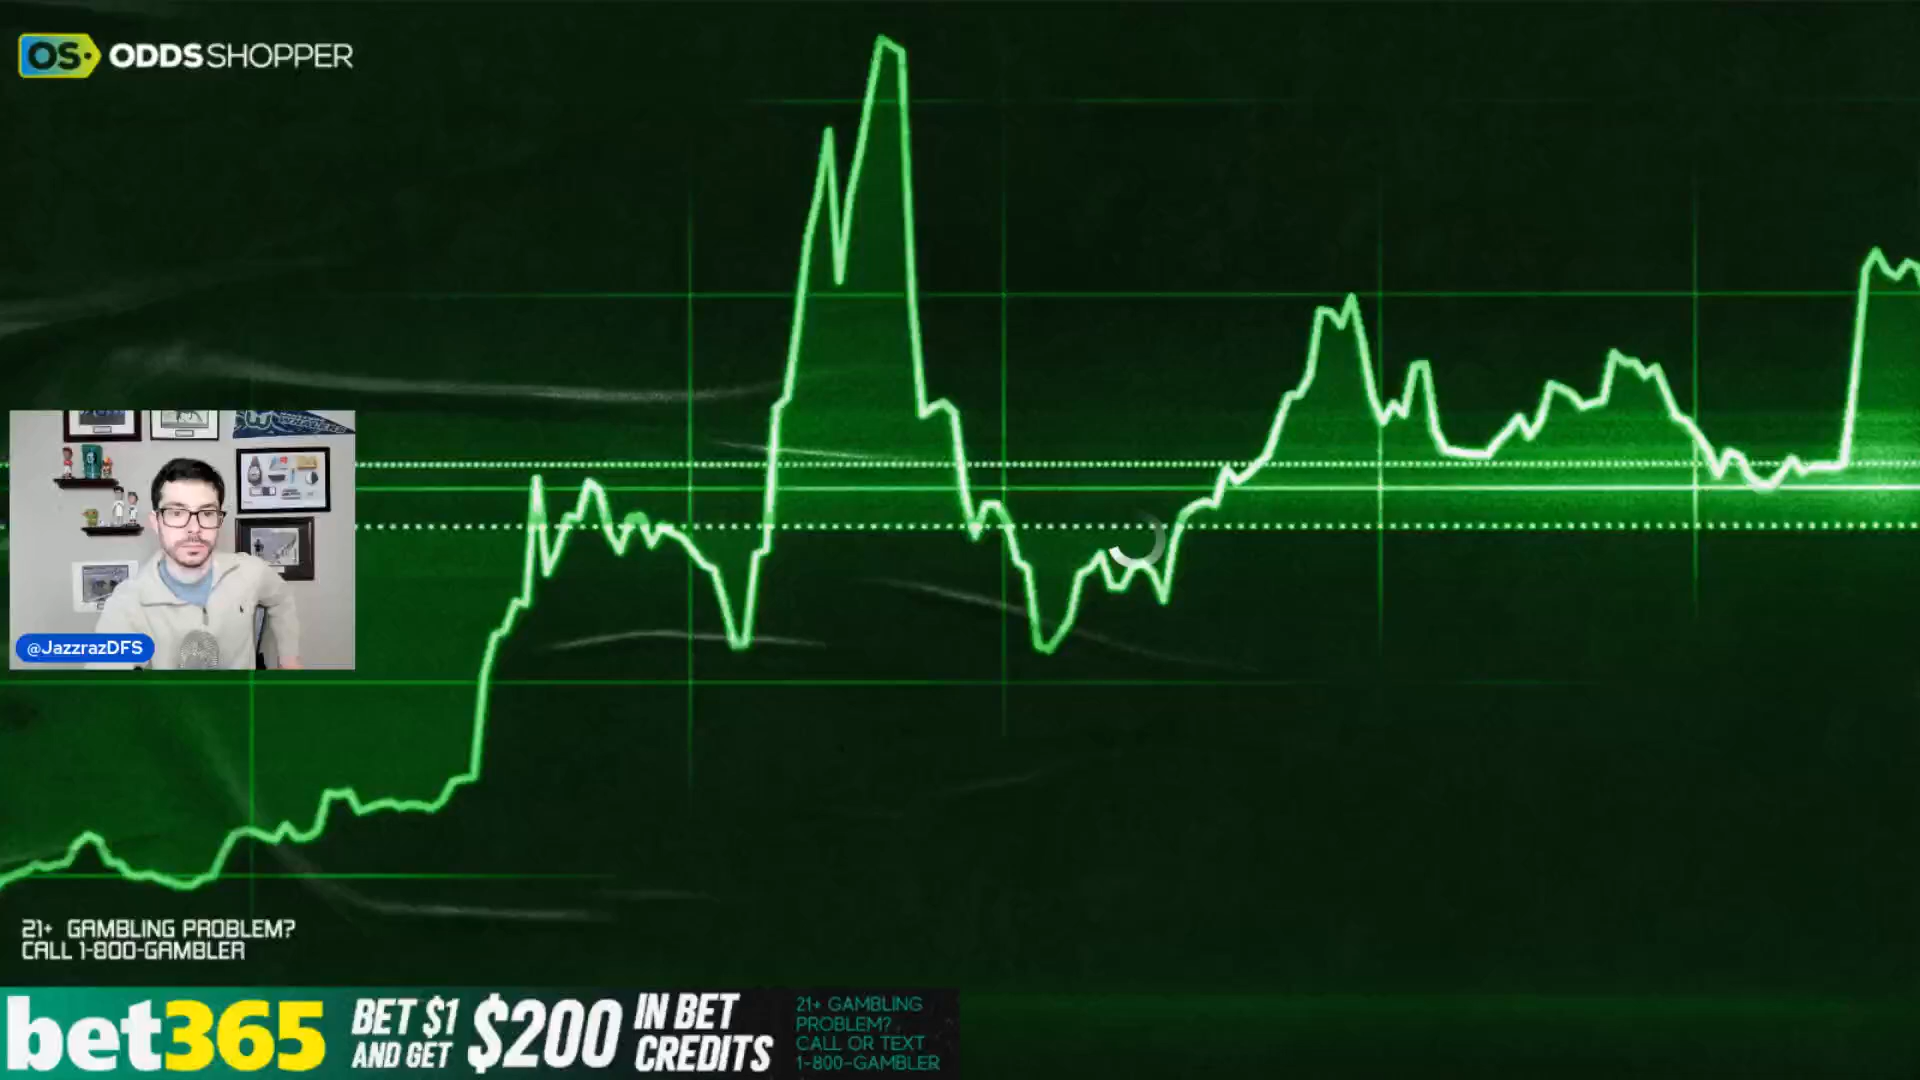 OS
ODDSSHOPPER
WHALERS
@JazzrazDFS
21+ GAMBLING PROBLEM?
CALL 1-800-GAMBLER
bet365
BET $1
AND GET
$200
IN BET
CREDITS
21+ GAMBLING
PROBLEM?
CALL OR TEXT
1-800-GAMBLER